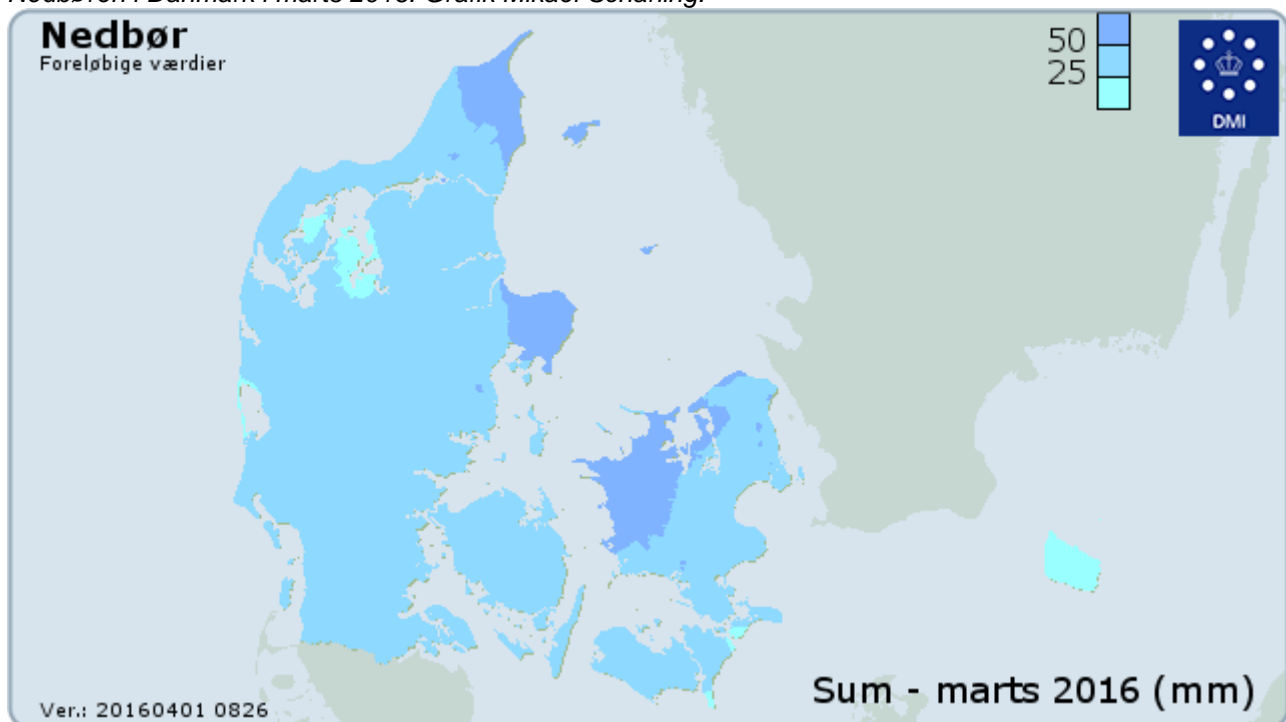 Nedbør
Foreløbige værdier
50
25
DMI
Sum - marts 2016 (mm)
Ver.: 20160401 0826